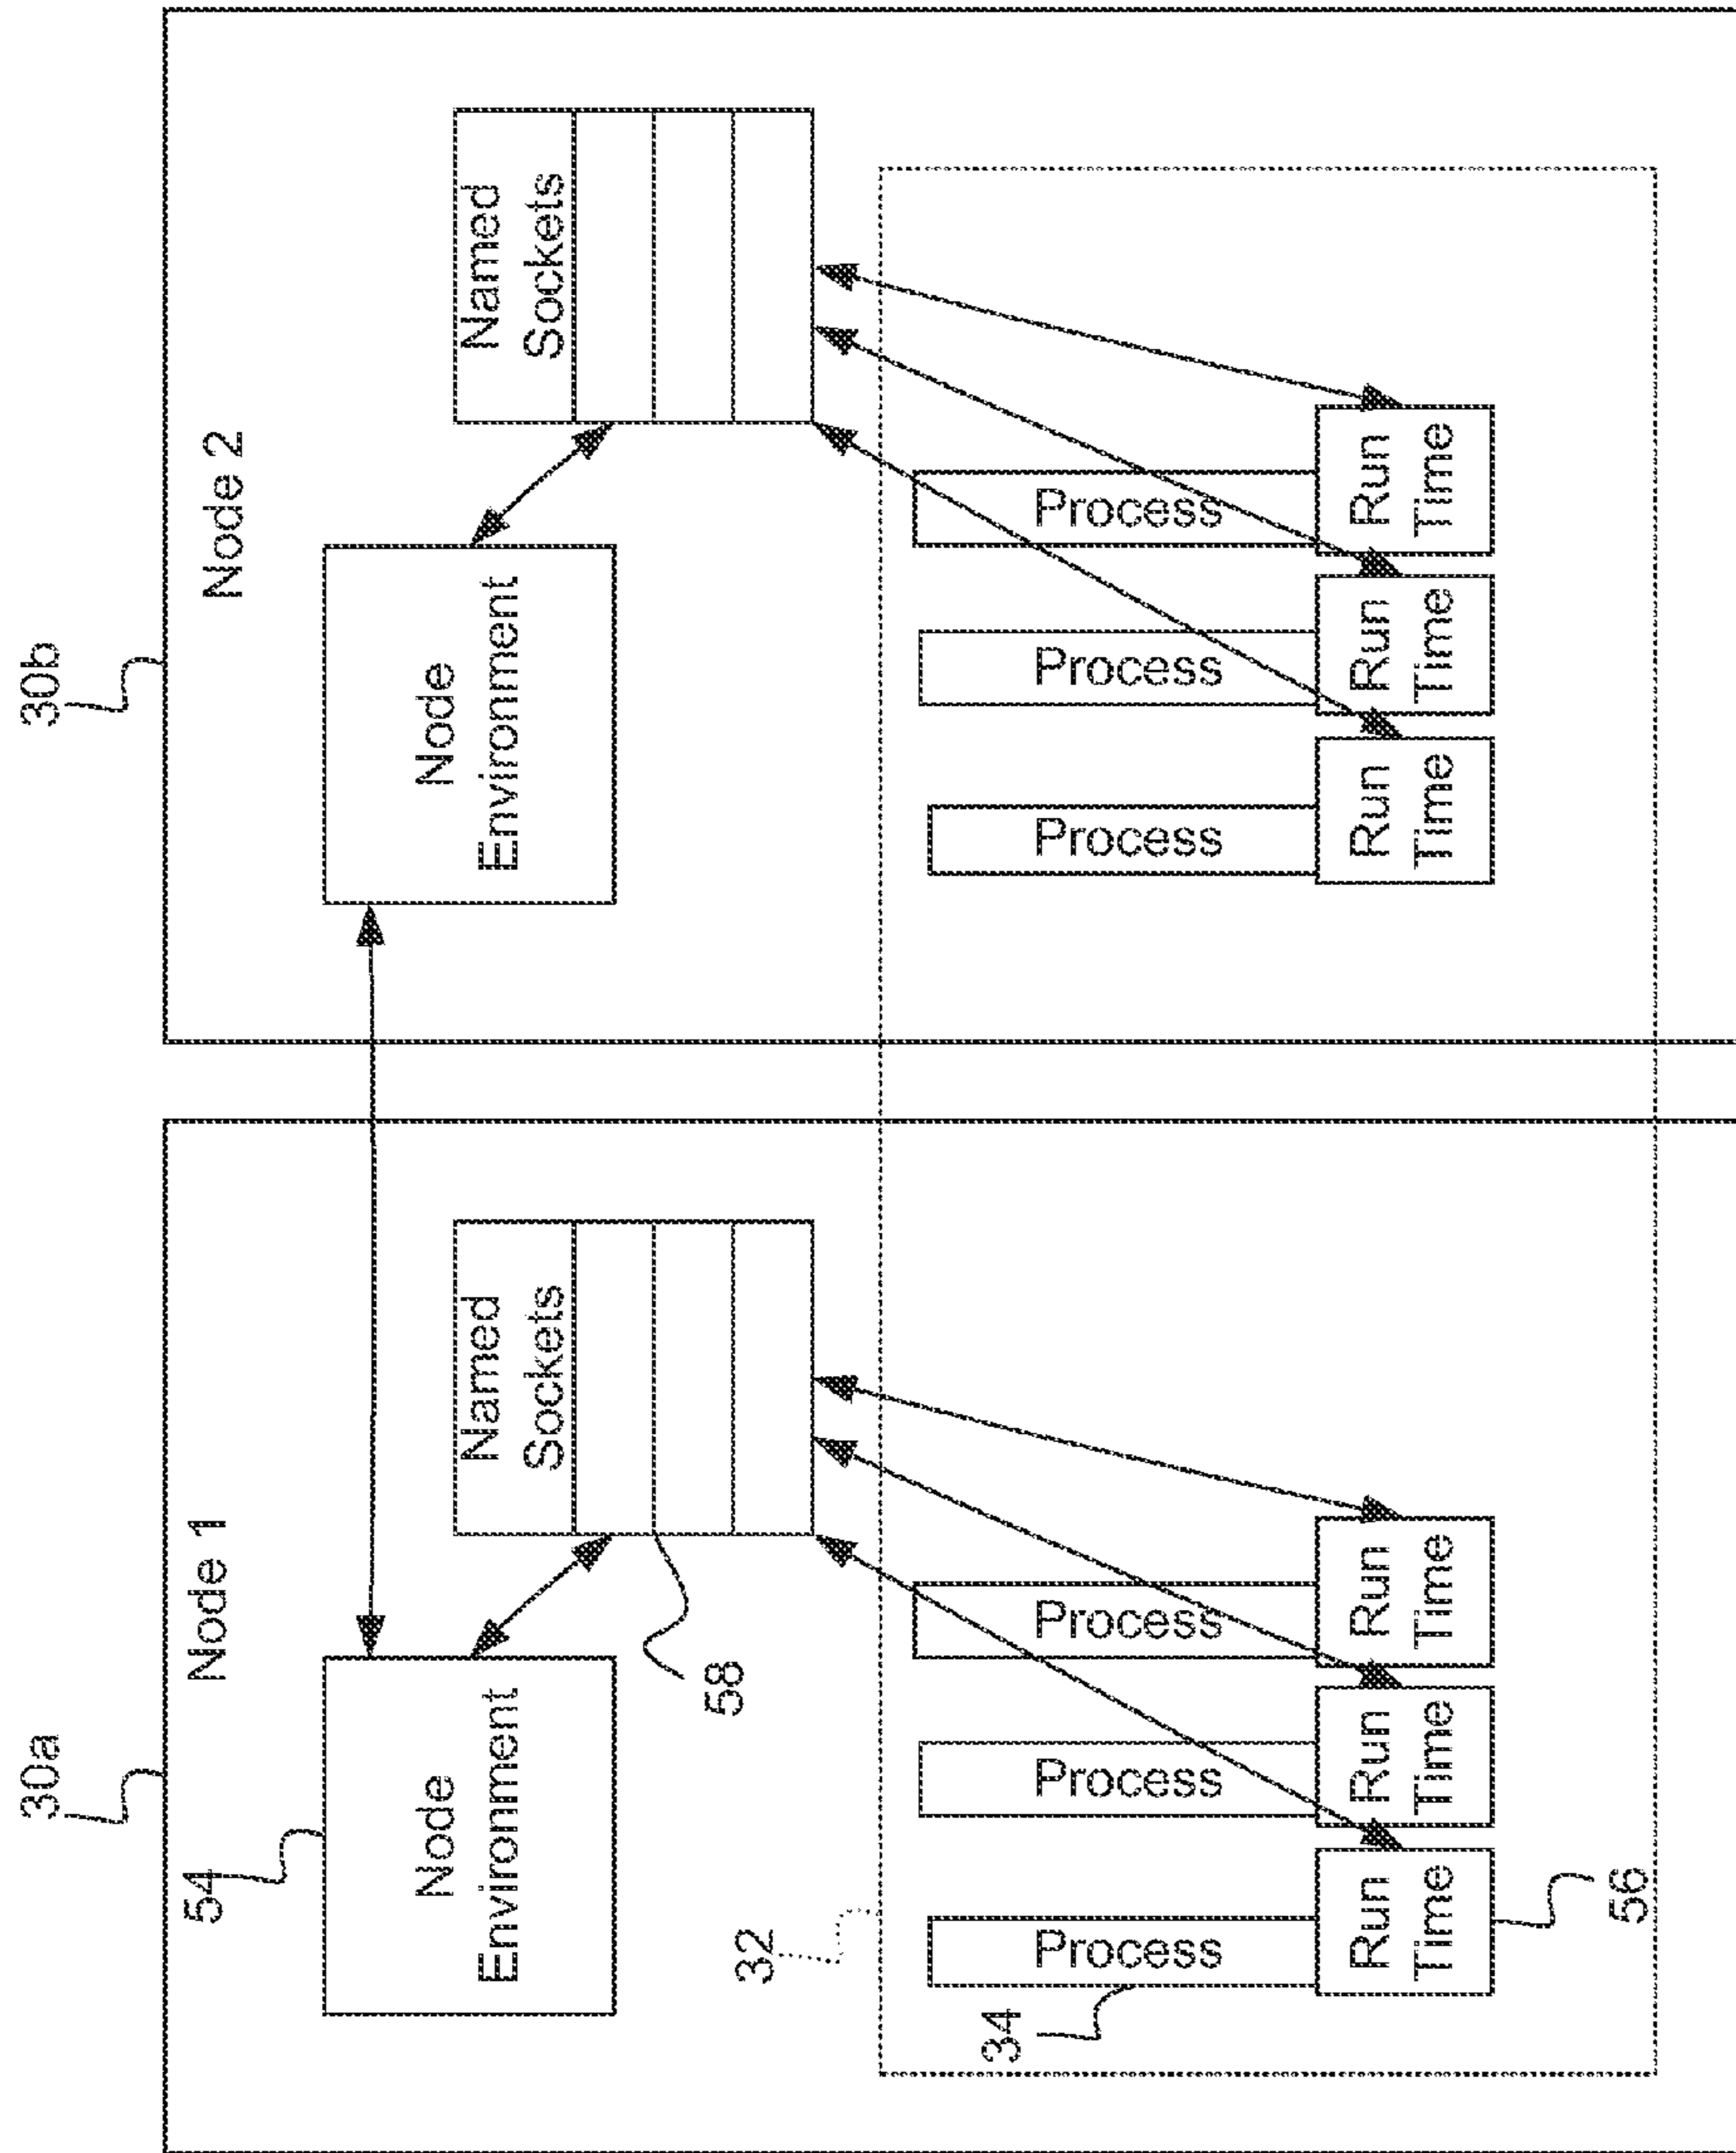 30a
30b
Node 1
Node 2
54
Node
Environment
Named
Sockets
58
Node
Environment
Named
Sockets
32
34
Process
Process
Process
Run
Time
Run
Time
Run
Time
56
Process
Process
Process
Run
Time
Run
Time
Run
Time